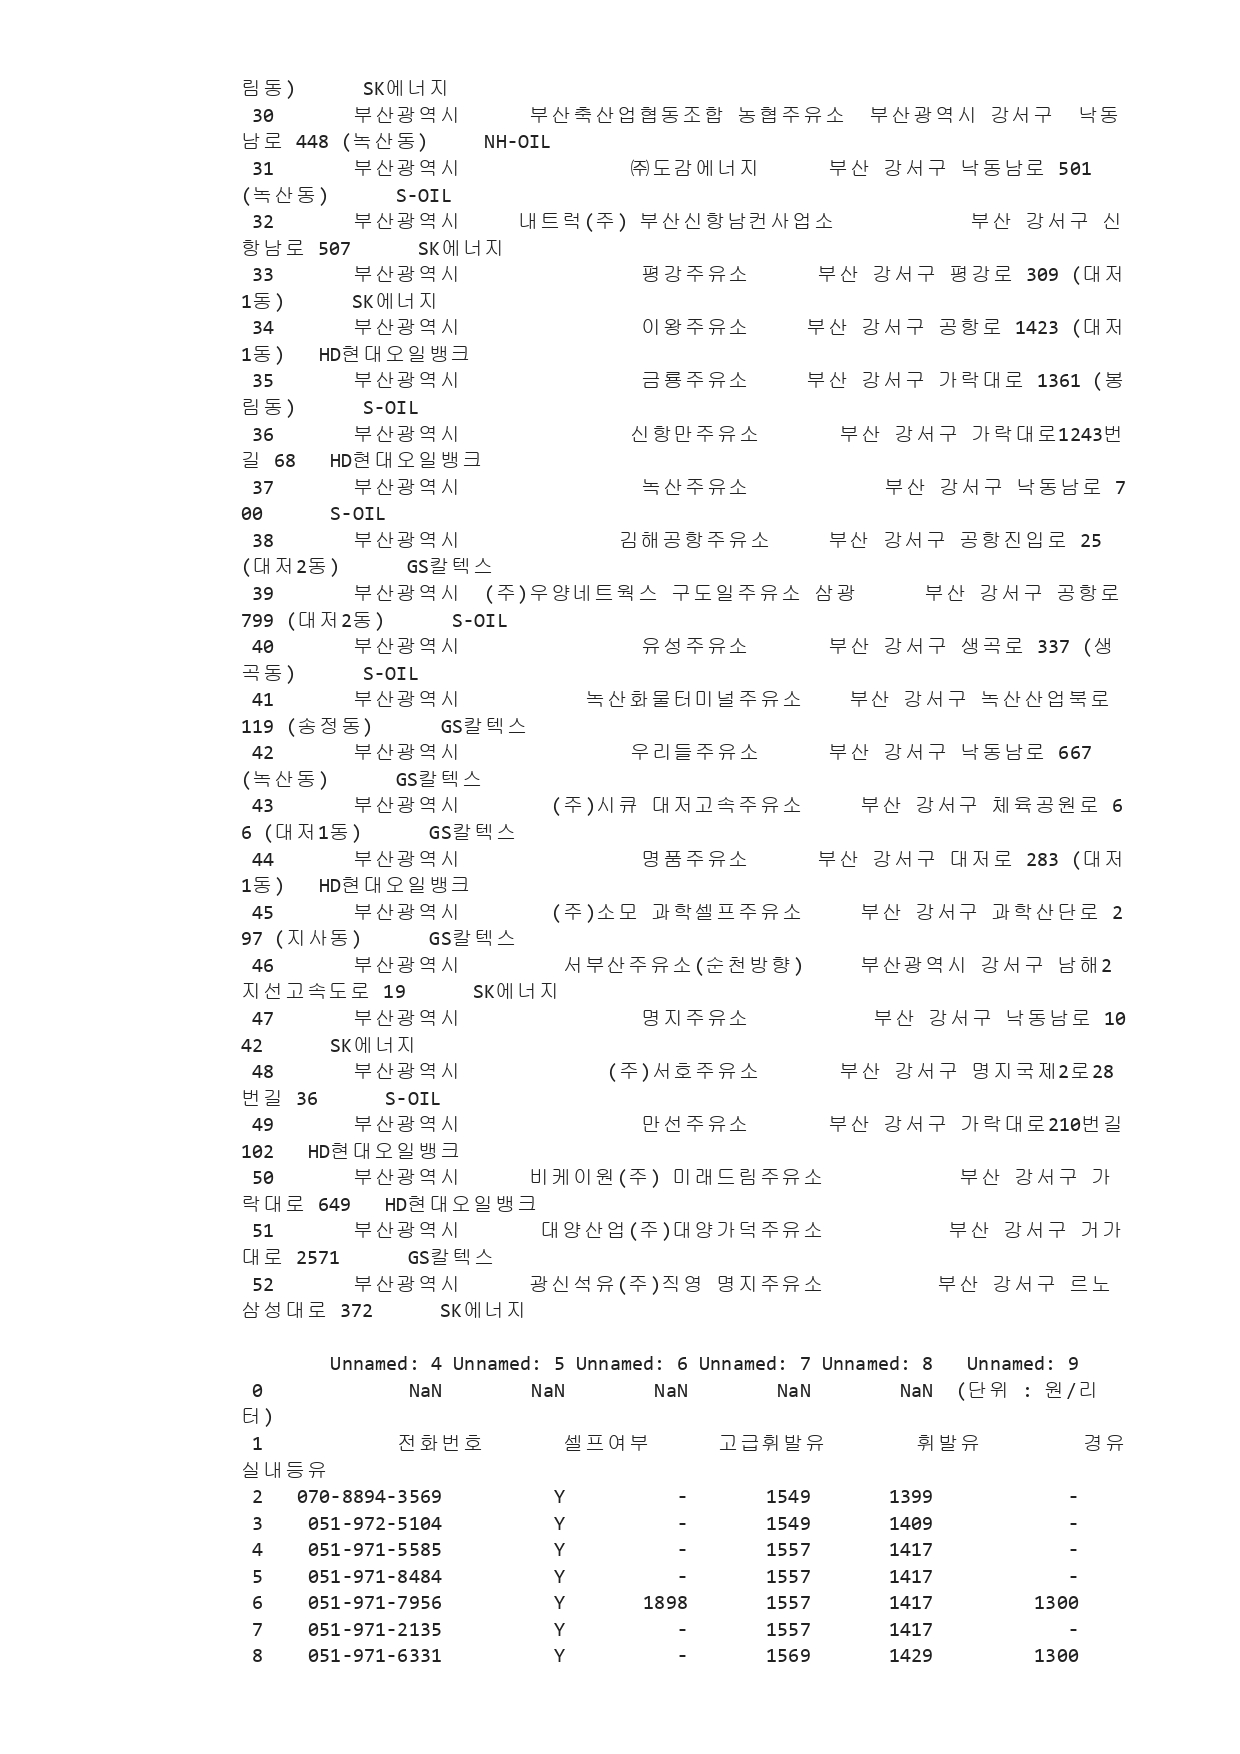 림동)      SK에너지
30       부산광역시      부산축산업협동조합 농협주유소  부산광역시 강서구  낙동
남로 448 (녹산동)     NH-OIL
31       부산광역시               ㈜도감에너지      부산 강서구 낙동남로 501
(녹산동)      S-OIL
32       부산광역시     내트럭(주) 부산신항남컨사업소            부산 강서구 신
항남로 507      SK에너지
33       부산광역시                평강주유소      부산 강서구 평강로 309 (대저
1동)      SK에너지
34       부산광역시                이왕주유소     부산 강서구 공항로 1423 (대저
1동)   HD현대오일뱅크
35       부산광역시                금룡주유소     부산 강서구 가락대로 1361 (봉
림동)      S-OIL
36       부산광역시               신항만주유소       부산 강서구 가락대로1243번
길 68   HD현대오일뱅크
37       부산광역시                녹산주유소            부산 강서구 낙동남로 7
00      S-OIL
38       부산광역시              김해공항주유소     부산 강서구 공항진입로 25
(대저2동)      GS칼텍스
39       부산광역시  (주)우양네트웍스 구도일주유소 삼광      부산 강서구 공항로
799 (대저2동)      S-OIL
40       부산광역시                유성주유소       부산 강서구 생곡로 337 (생
곡동)      S-OIL
41       부산광역시           녹산화물터미널주유소    부산 강서구 녹산산업북로
119 (송정동)      GS칼텍스
42       부산광역시               우리들주유소      부산 강서구 낙동남로 667
(녹산동)      GS칼텍스
43       부산광역시        (주)시큐 대저고속주유소     부산 강서구 체육공원로 6
6 (대저1동)      GS칼텍스
44       부산광역시                명품주유소      부산 강서구 대저로 283 (대저
1동)   HD현대오일뱅크
45       부산광역시        (주)소모 과학셀프주유소     부산 강서구 과학산단로 2
97 (지사동)      GS칼텍스
46       부산광역시         서부산주유소(순천방향)     부산광역시 강서구 남해2
지선고속도로 19      SK에너지
47       부산광역시                명지주유소           부산 강서구 낙동남로 10
42      SK에너지
48       부산광역시             (주)서호주유소       부산 강서구 명지국제2로28
번길 36      S-OIL
49       부산광역시                만선주유소       부산 강서구 가락대로210번길
102   HD현대오일뱅크
50       부산광역시      비케이원(주) 미래드림주유소            부산 강서구 가
락대로 649   HD현대오일뱅크
51       부산광역시       대양산업(주)대양가덕주유소           부산 강서구 거가
대로 2571      GS칼텍스
52       부산광역시      광신석유(주)직영 명지주유소          부산 강서구 르노
삼성대로 372      SK에너지
Unnamed: 4 Unnamed: 5 Unnamed: 6 Unnamed: 7 Unnamed: 8   Unnamed: 9
0             NaN        NaN        NaN        NaN        NaN  (단위 : 원/리
터)
1            전화번호       셀프여부      고급휘발유        휘발유         경유
실내등유
2   070-8894-3569          Y          -       1549       1399            -
3    051-972-5104          Y          -       1549       1409            -
4    051-971-5585          Y          -       1557       1417            -
5    051-971-8484          Y          -       1557       1417            -
6    051-971-7956          Y       1898       1557       1417         1300
7    051-971-2135          Y          -       1557       1417            -
8    051-971-6331          Y          -       1569       1429         1300